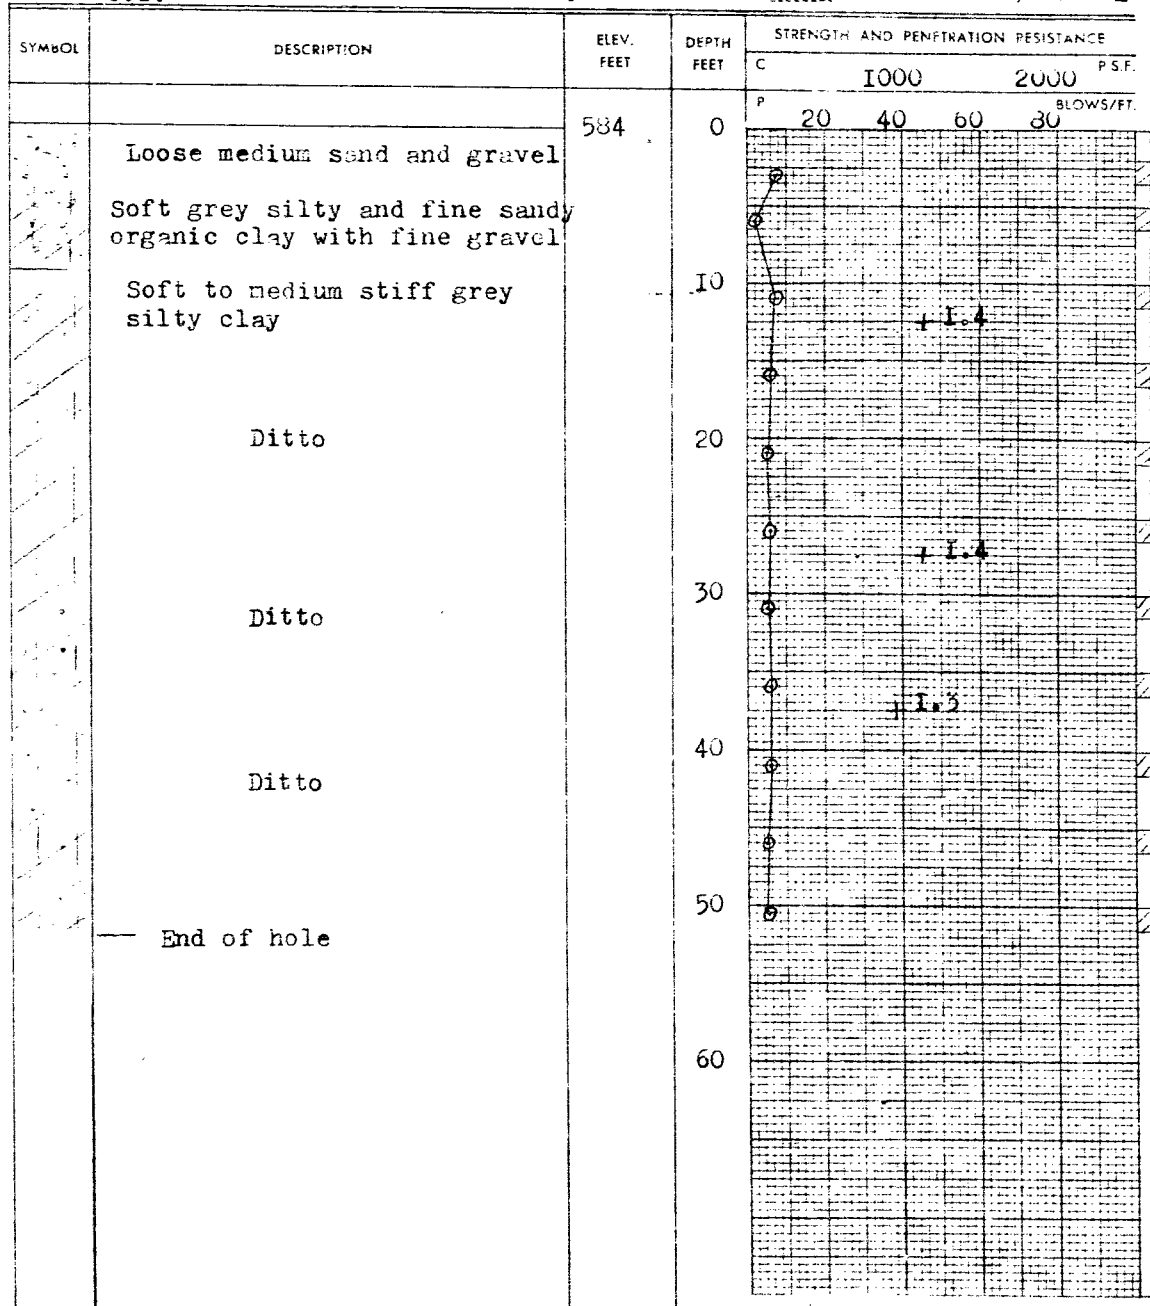 SYMBOL DESCRIPTION ELEV. FEET DEPTH FEET STRENGTH AND PENETRATION RESISTANCE
C 1000 2000 P.S.F.
P BLOWS/FT.
20 40 60 80
584 0
Loose medium sand and gravel
Soft grey silty and fine sandy
organic clay with fine gravel
10
Soft to medium stiff grey
silty clay
+ 1.4
Ditto 20
+ 1.4
30
Ditto
+ 1.3
40
Ditto
50
End of hole
60